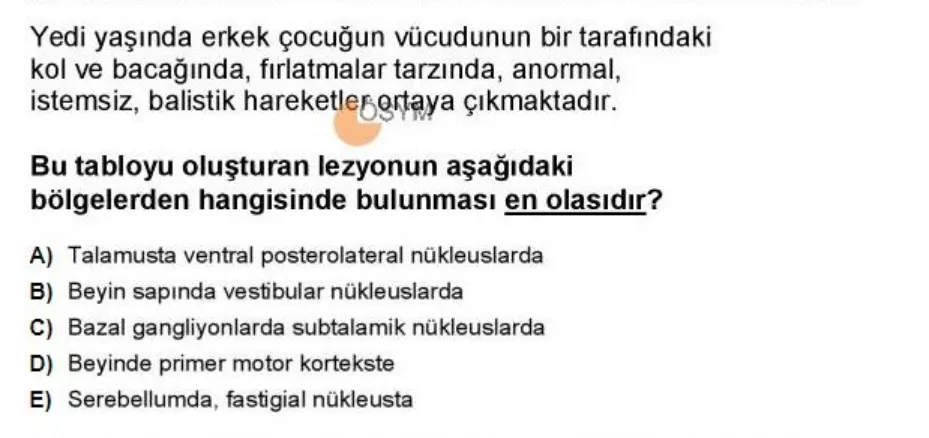 Yedi yaşında erkek çocuğun vücudunun bir tarafındaki
kol ve bacağında, fırlatmalar tarzında, anormal,
istemsiz, balistik hareketler ortaya çıkmaktadır.
ÖSYM
Bu tabloyu oluşturan lezyonun aşağıdaki
bölgelerden hangisinde bulunması en olasıdır?
A) Talamusta ventral posterolateral nükleuslarda
B) Beyin sapında vestibular nükleuslarda
C) Bazal gangliyonlarda subtalamik nükleuslarda
D) Beyinde primer motor kortekste
E) Serebellumda, fastigial nükleusta